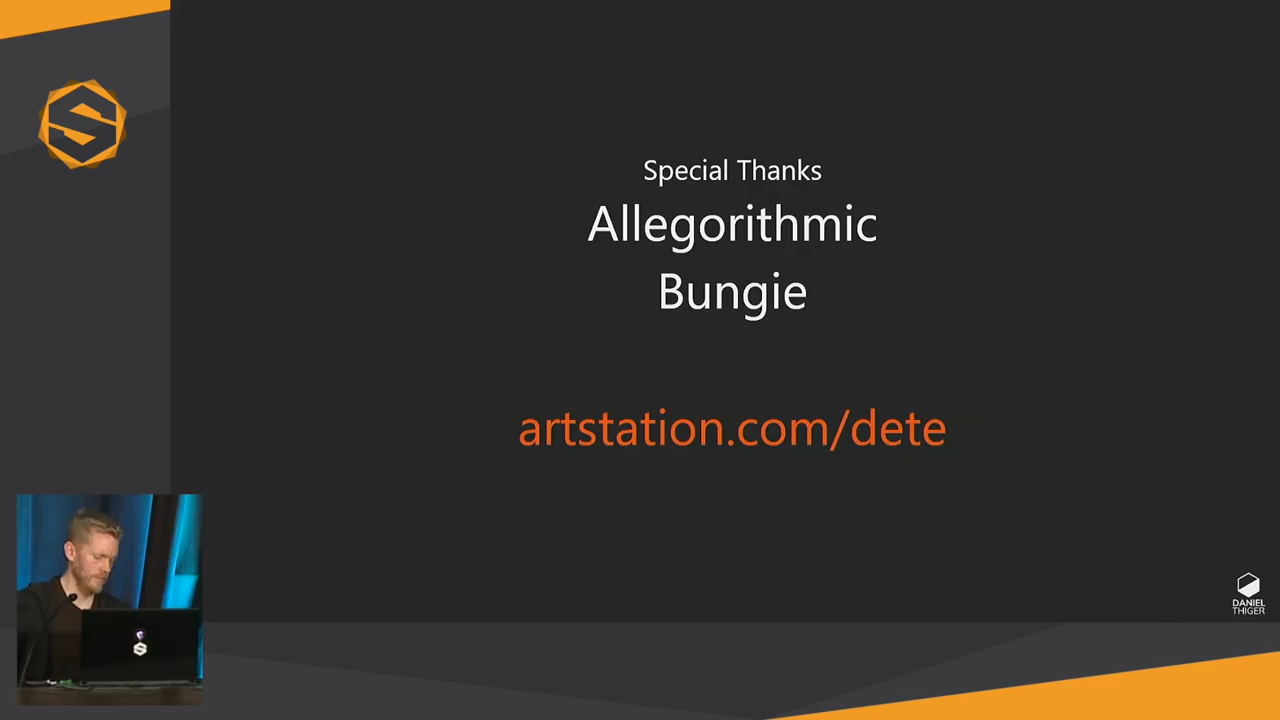 Special Thanks
Allegorithmic
Bungie
artstation.com/dete
DANIEL
THIGER